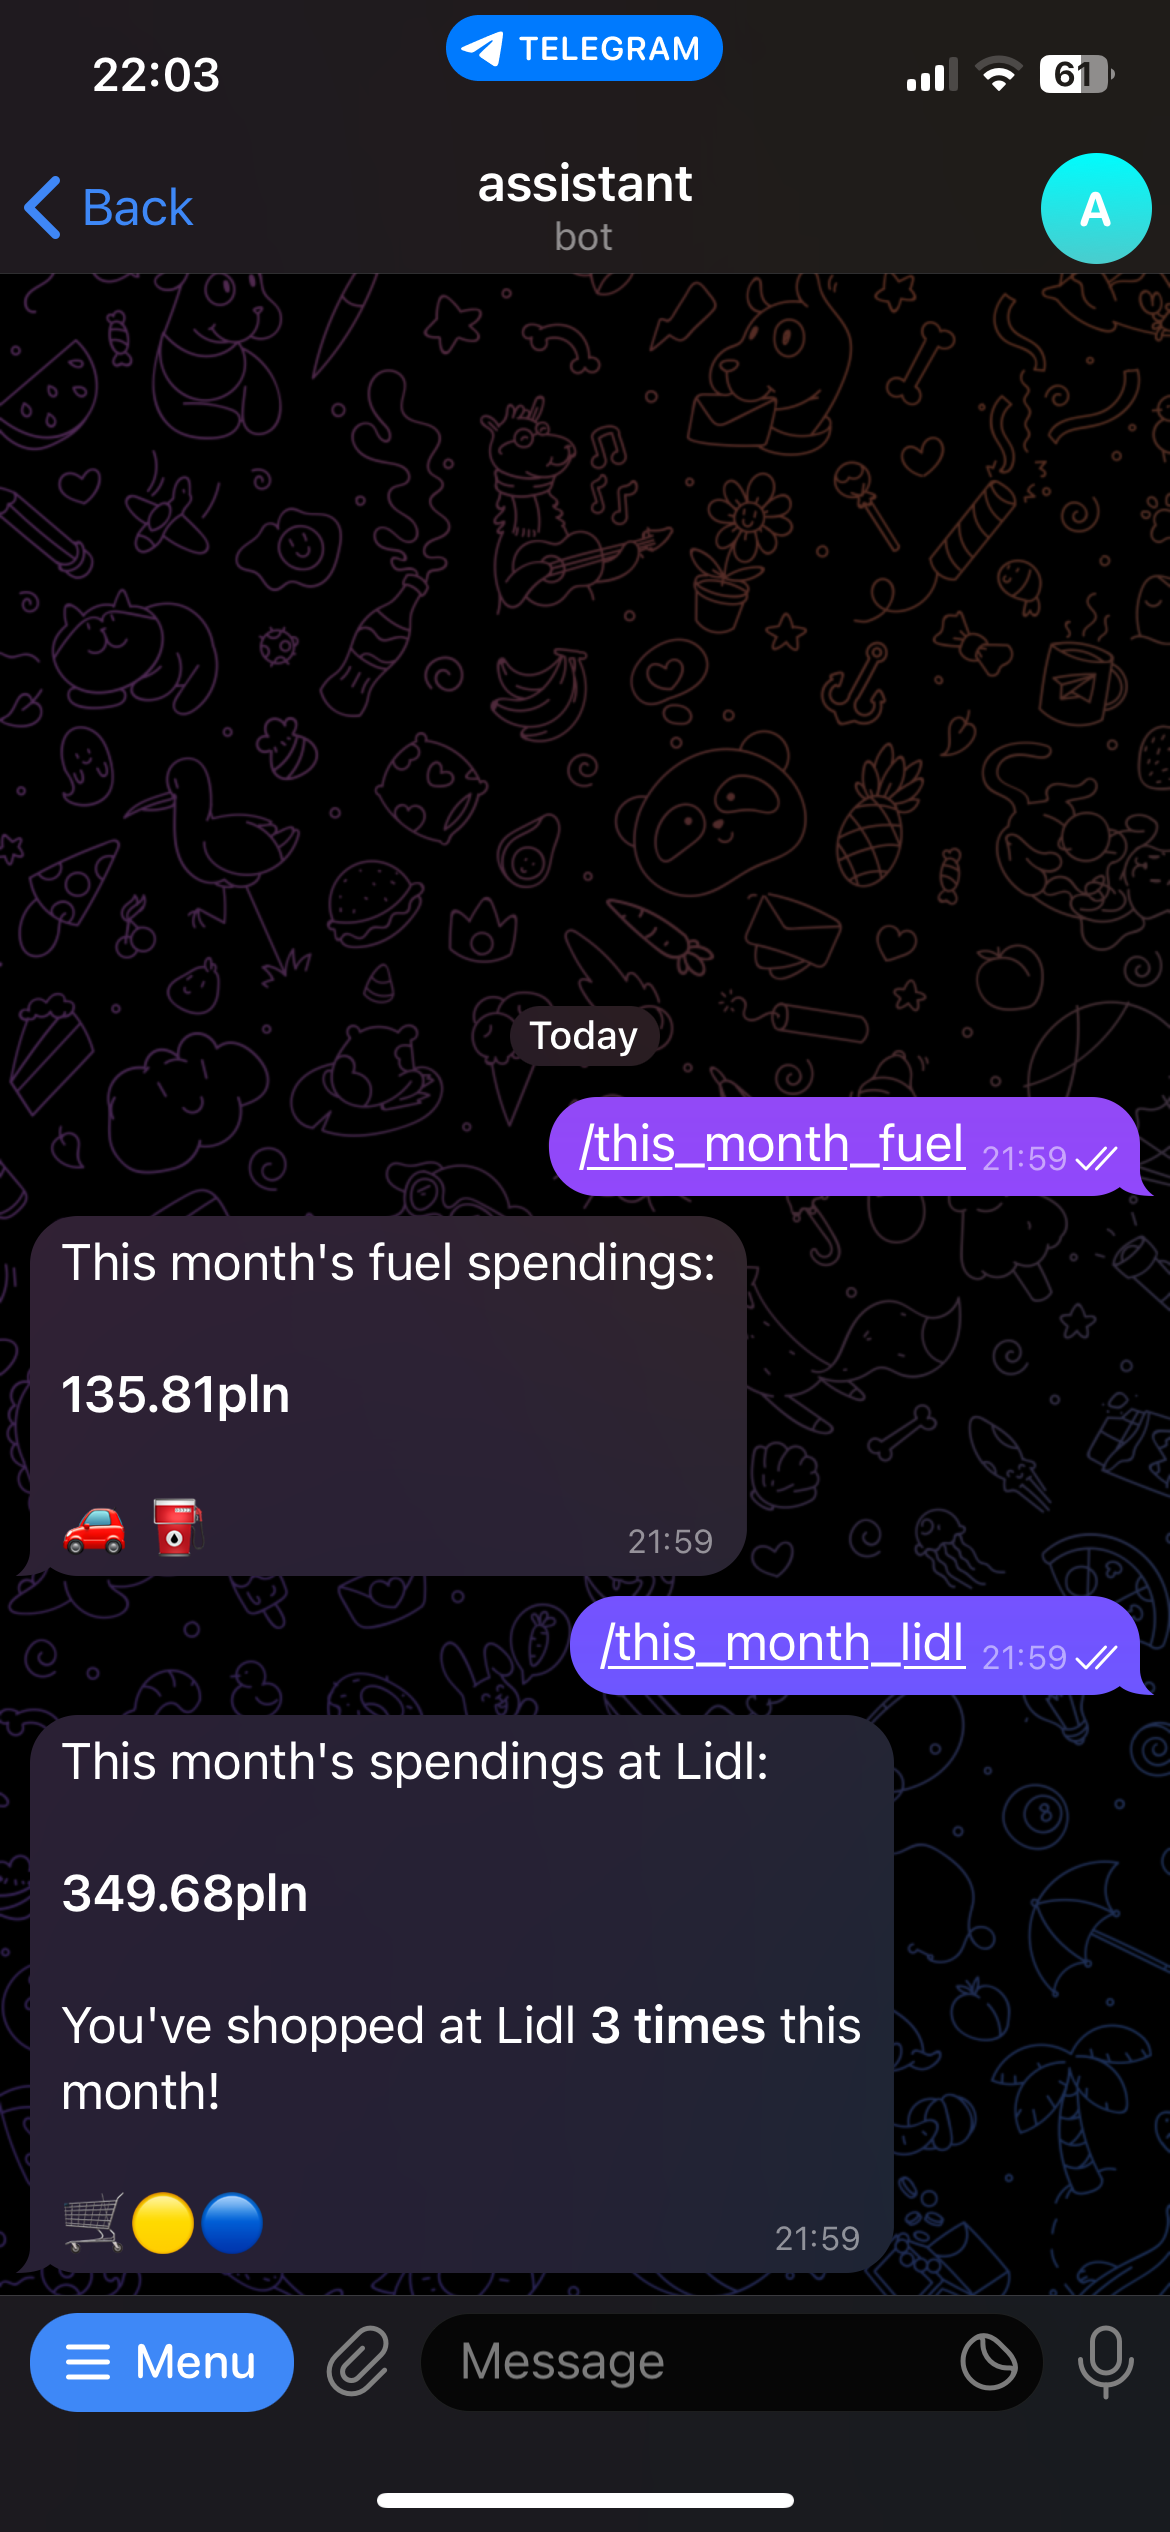 22:03
TELEGRAM
61
Back
assistant
bot
A
Today
/this_month_fuel 21:59
This month's fuel spendings:
135.81pln
21:59
/this_month_lidl 21:59
This month's spendings at Lidl:
349.68pln
You've shopped at Lidl 3 times this
month!
21:59
Menu
Message